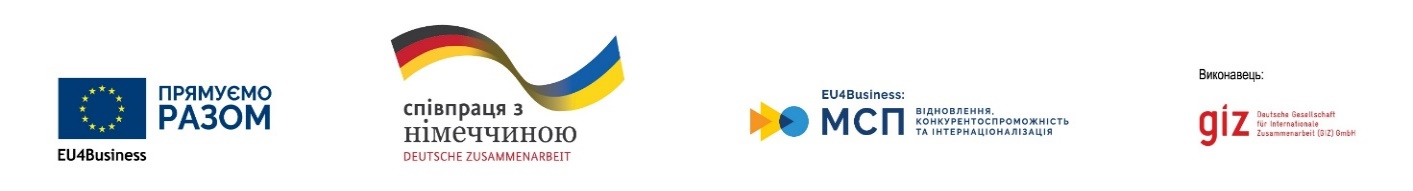 ПРЯМУЄМО
РАЗОМ
EU4Business
співпраця з
німеччиною
DEUTSCHE ZUSAMMENARBEIT
EU4Business:
МСП
ВІДНОВЛЕННЯ,
КОНКУРЕНТОСПРОМОЖНІСТЬ
ТА ІНТЕРНАЦІОНАЛІЗАЦІЯ
Виконавець:
giz
Deutsche Gesellschaft
für Internationale
Zusammenarbeit (GIZ) GmbH